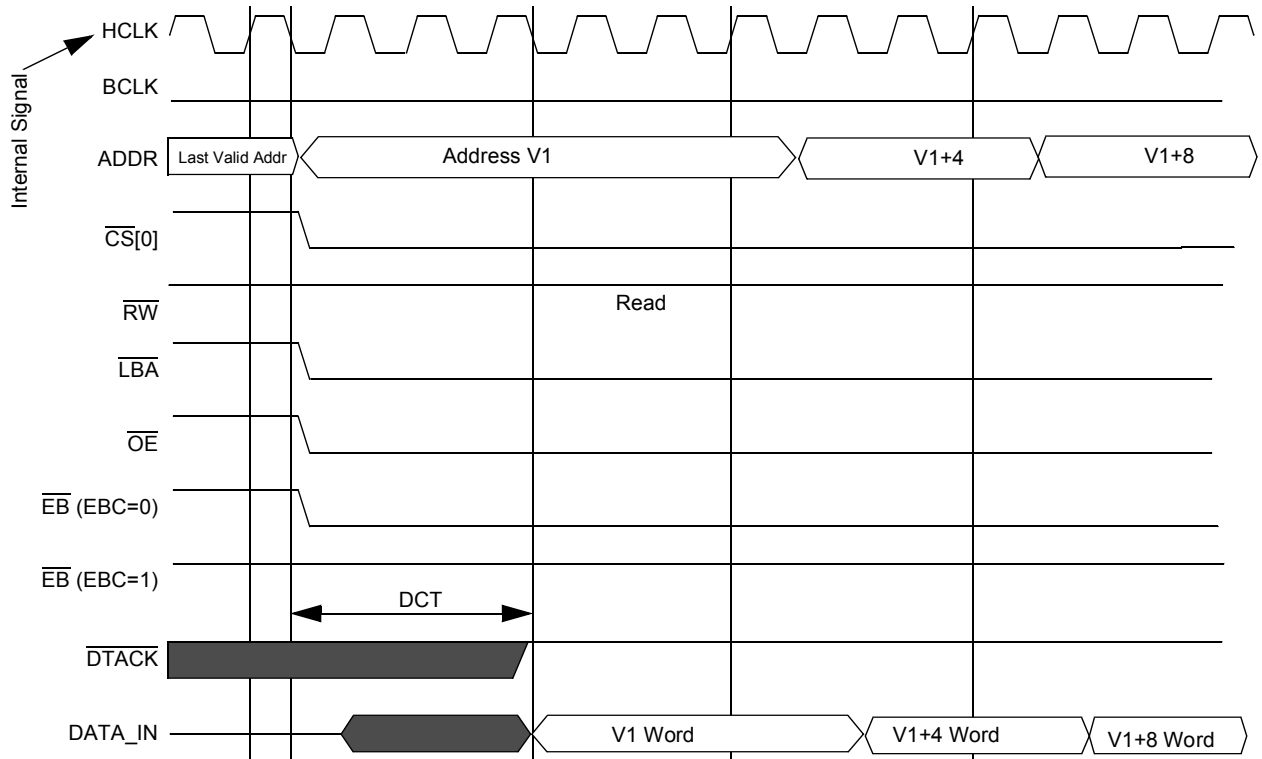 HCLK
Internal Signal
BCLK
ADDR Last Valid Addr Address V1 V1+4 V1+8
CS[0]
RW Read
LBA
OE
EB (EBC=0)
EB (EBC=1)
DCT
DTACK
DATA_IN V1 Word V1+4 Word V1+8 Word